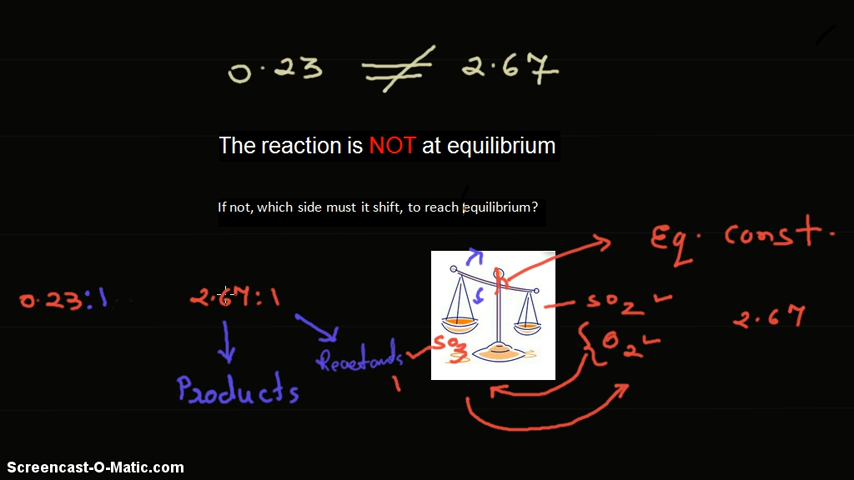 0.23 ≠ 2.67
The reaction is NOT at equilibrium
If not, which side must it shift, to reach equilibrium?
Eq. const.
0.23:1
2.67:1
SO2
2.67
O2
SO3
Reactants
Products
1
Screencast-O-Matic.com